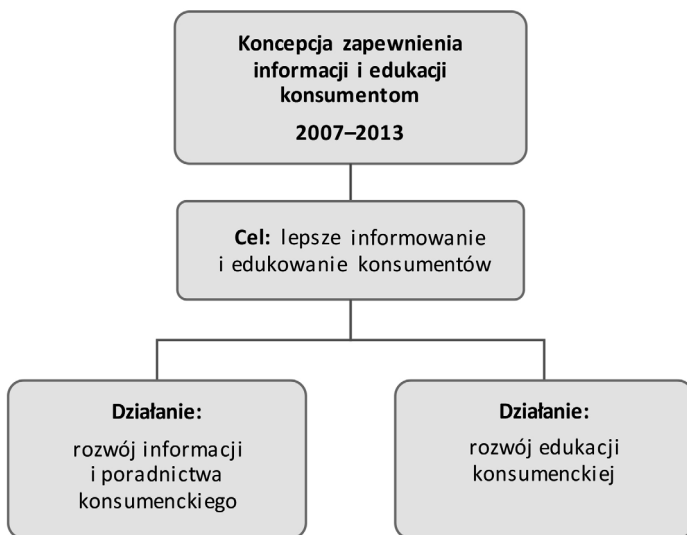 Koncepcja zapewnienia
informacji i edukacji
konsumentom
2007–2013
Cel: lepsze informowanie
i edukowanie konsumentów
Działanie:
rozwój informacji
i poradnictwa
konsumenckiego
Działanie:
rozwój edukacji
konsumenckiej